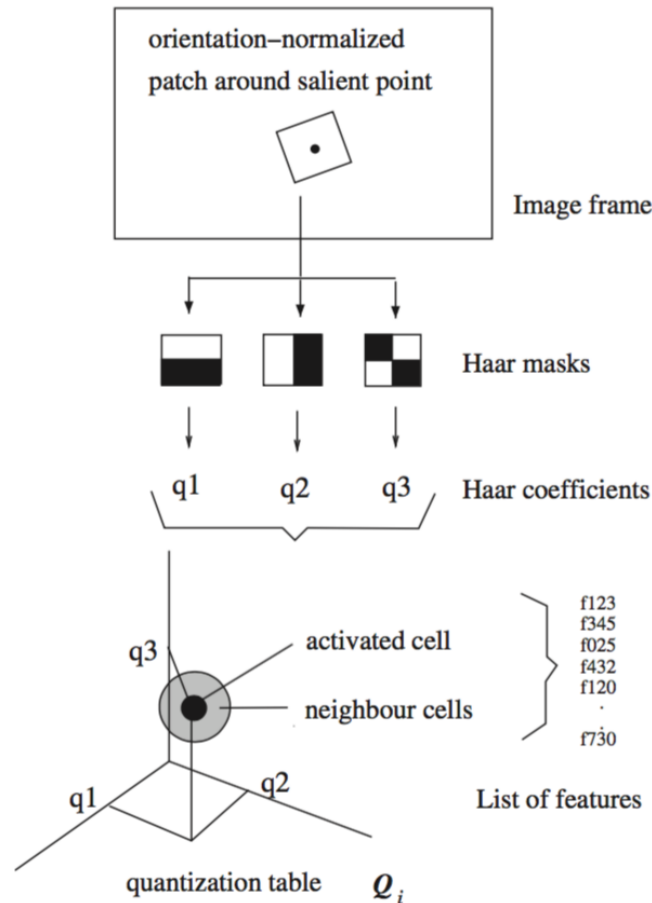 orientation–normalized
patch around salient point
Image frame
Haar masks
q1 q2 q3 Haar coefficients
q3
activated cell
neighbour cells
f123
f345
f025
f432
f120
.
.
f730
q1
q2
List of features
quantization table Q i